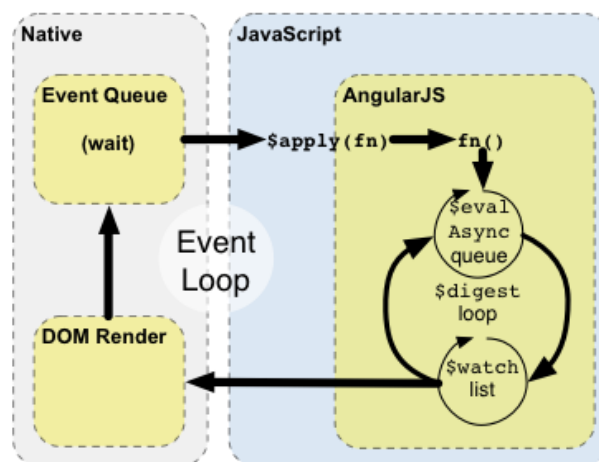 Native
JavaScript
Event Queue
(wait)
AngularJS
$apply(fn)
fn()
$eval
Async
queue
Event
Loop
$digest
loop
DOM Render
$watch
list